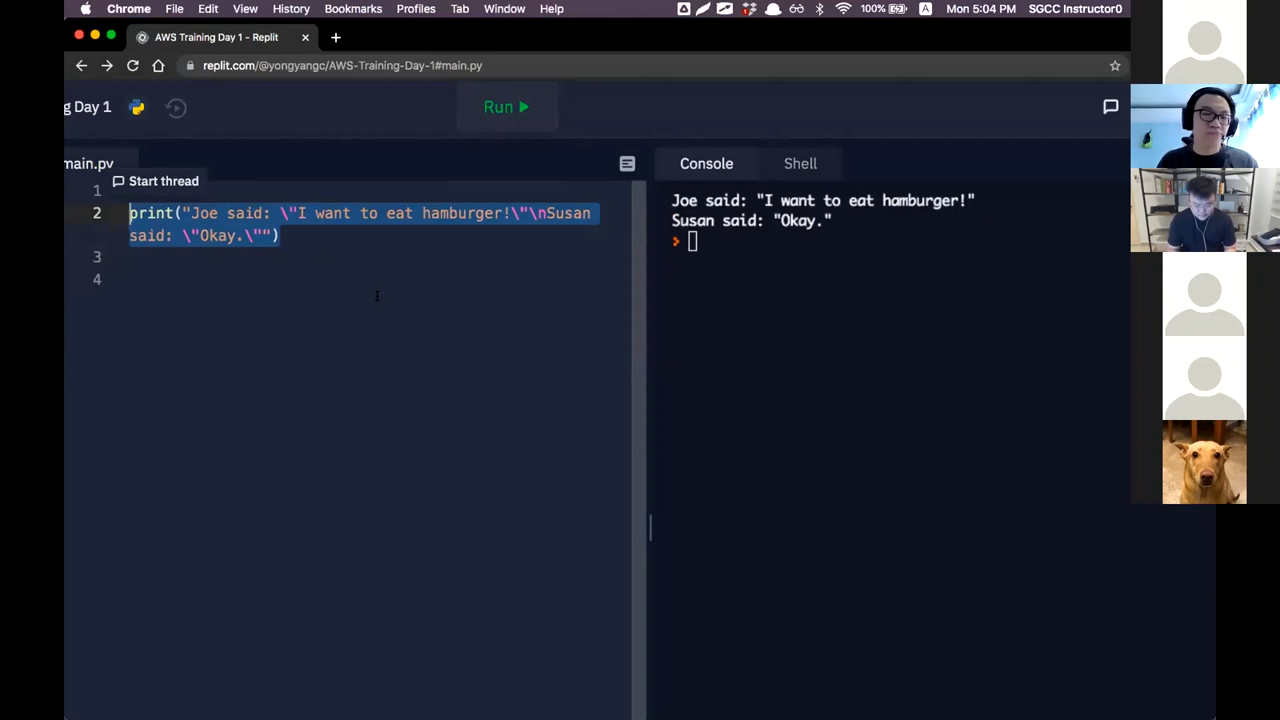 Chrome File Edit View History Bookmarks Profiles Tab Window Help 100% A Mon 5:04 PM SGCC Instructor0
AWS Training Day 1 - Replit
replit.com/@yongyangc/AWS-Training-Day-1#main.py
g Day 1 Run
main.py Console Shell
Start thread
1
2 print("Joe said: \"I want to eat hamburger!\"\nSusan
said: \"Okay.\"")
3
4
Joe said: "I want to eat hamburger!"
Susan said: "Okay."